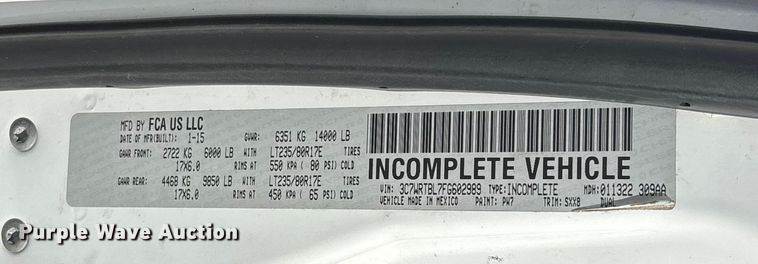 MFD BY FCA US LLC
DATE OF MFR(BUILT): 1-15 GVWR: 6351 KG 14000 LB
GAWR FRONT: 2722 KG 6000 LB LT235/80R17E TIRES
17X6.0 RIMS AT 550 KPA ( 80 PSI) COLD
GAWR REAR: 4468 KG 9850 LB LT235/80R17E TIRES
17X6.0 RIMS AT 450 KPA ( 65 PSI) COLD
INCOMPLETE VEHICLE
VIN: 3C7WRTBL7FG602989 TYPE: INCOMPLETE MDH: 011322 309AA
VEHICLE MADE IN MEXICO PAINT: PW7 TRIM: SXX8 DUAL
Purple Wave Auction